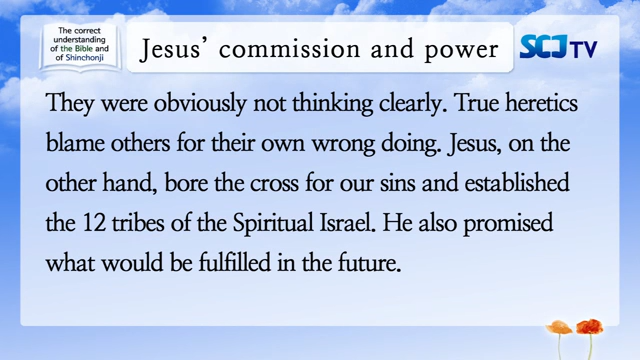 The correct
understanding
of the Bible and
of Shinchonji
Jesus’ commission and power
SCJ TV
They were obviously not thinking clearly. True heretics
blame others for their own wrong doing. Jesus, on the
other hand, bore the cross for our sins and established
the 12 tribes of the Spiritual Israel. He also promised
what would be fulfilled in the future.